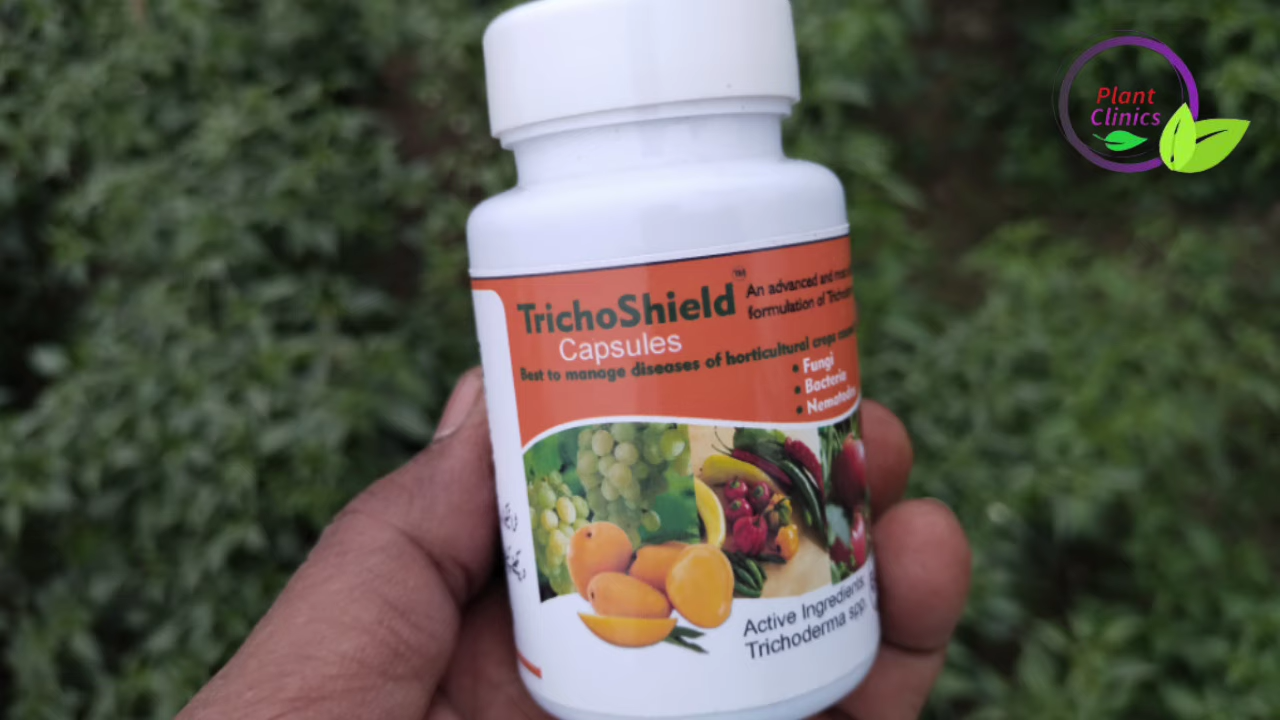 Plant
Clinics
TrichoShield™
Capsules
An advanced and
formulation of
Best to manage diseases of horticultural crops
• Fungi
• Bacteria
• Nematodes
Active Ingredients:
Trichoderma spp.